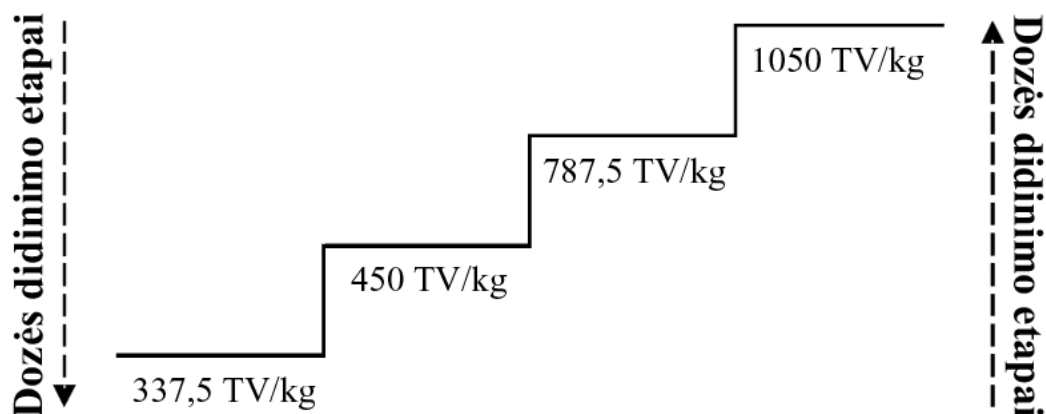 Dozės didinimo etapai
1050 TV/kg
787,5 TV/kg
450 TV/kg
337,5 TV/kg
Dozės didinimo etapai